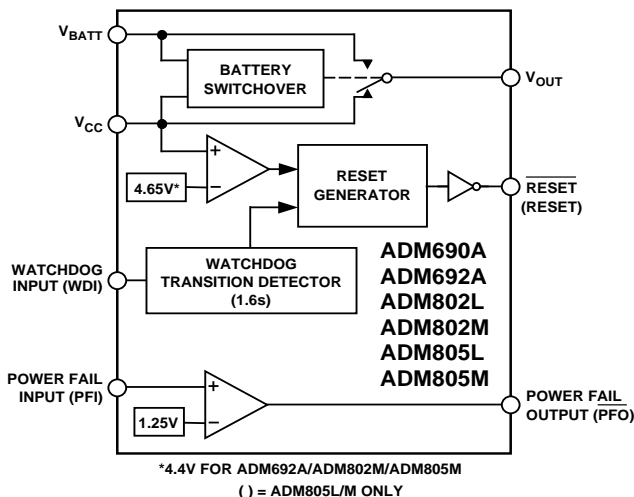 VBATT
BATTERY
SWITCHOVER
VOUT
VCC
+
4.65V*
−
RESET
GENERATOR
RESET
(RESET)
WATCHDOG
INPUT (WDI)
WATCHDOG
TRANSITION DETECTOR
(1.6s)
ADM690A
ADM692A
ADM802L
ADM802M
ADM805L
ADM805M
POWER FAIL
INPUT (PFI)
+
1.25V
−
POWER FAIL
OUTPUT (PFO)
*4.4V FOR ADM692A/ADM802M/ADM805M
( ) = ADM805L/M ONLY